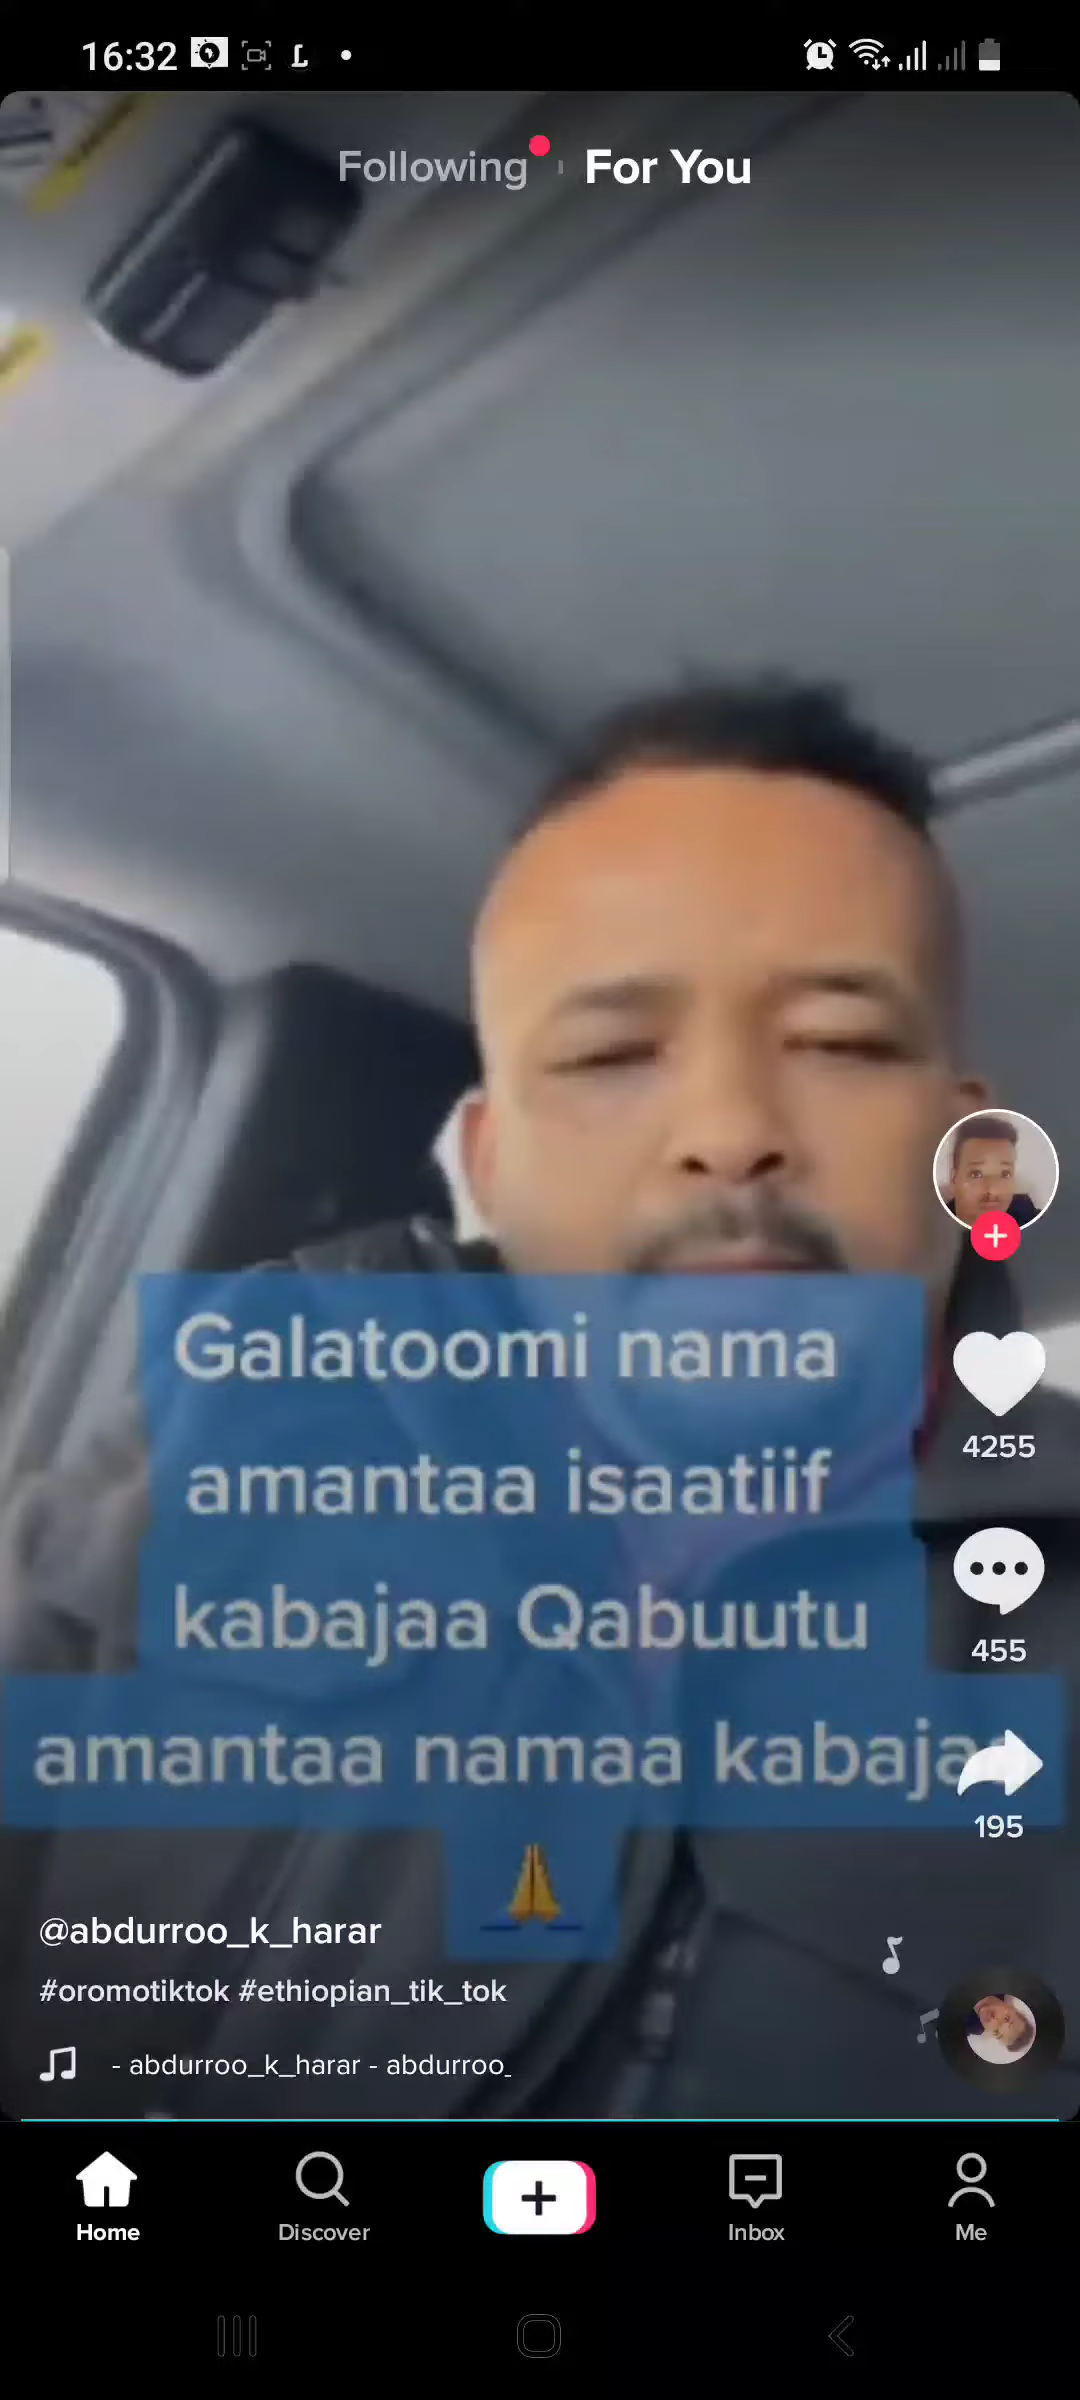 16:32
Following
For You
Galatoomi nama
amantaa isaatiif
kabajaa Qabuutu
amantaa namaa kabajaa
🙏
4255
455
195
@abdurroo_k_harar
#oromotiktok #ethiopian_tik_tok
- abdurroo_k_harar - abdurroo_
Home
Discover
Inbox
Me